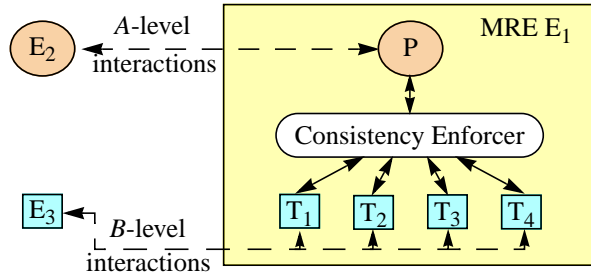 E2
A-level
interactions
P
MRE E1
Consistency Enforcer
E3
B-level
interactions
T1
T2
T3
T4